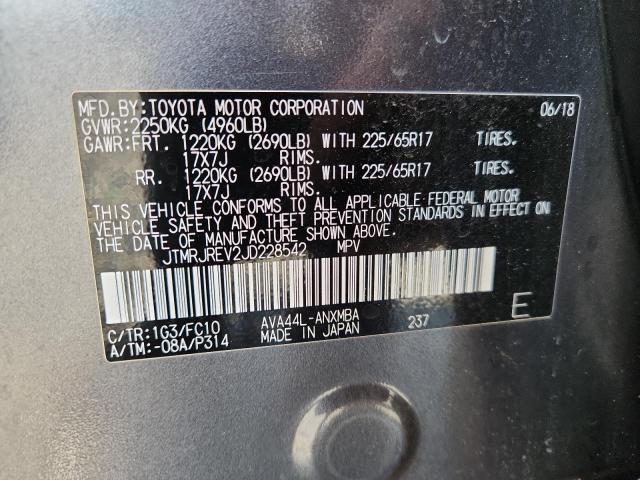 MFD.BY:TOYOTA MOTOR CORPORATION 06/18
GVWR:2250KG (4960LB)
GAWR:FRT. 1220KG (2690LB) WITH 225/65R17 TIRES.
17X7J RIMS.
RR. 1220KG (2690LB) WITH 225/65R17 TIRES.
17X7J RIMS.
THIS VEHICLE CONFORMS TO ALL APPLICABLE FEDERAL MOTOR
VEHICLE SAFETY AND THEFT PREVENTION STANDARDS IN EFFECT ON
THE DATE OF MANUFACTURE SHOWN ABOVE.
JTMRJREV2JD228542 MPV
C/TR:1G3/FC10 AVA44L-ANXMBA 237 E
A/TM:-08A/P314 MADE IN JAPAN